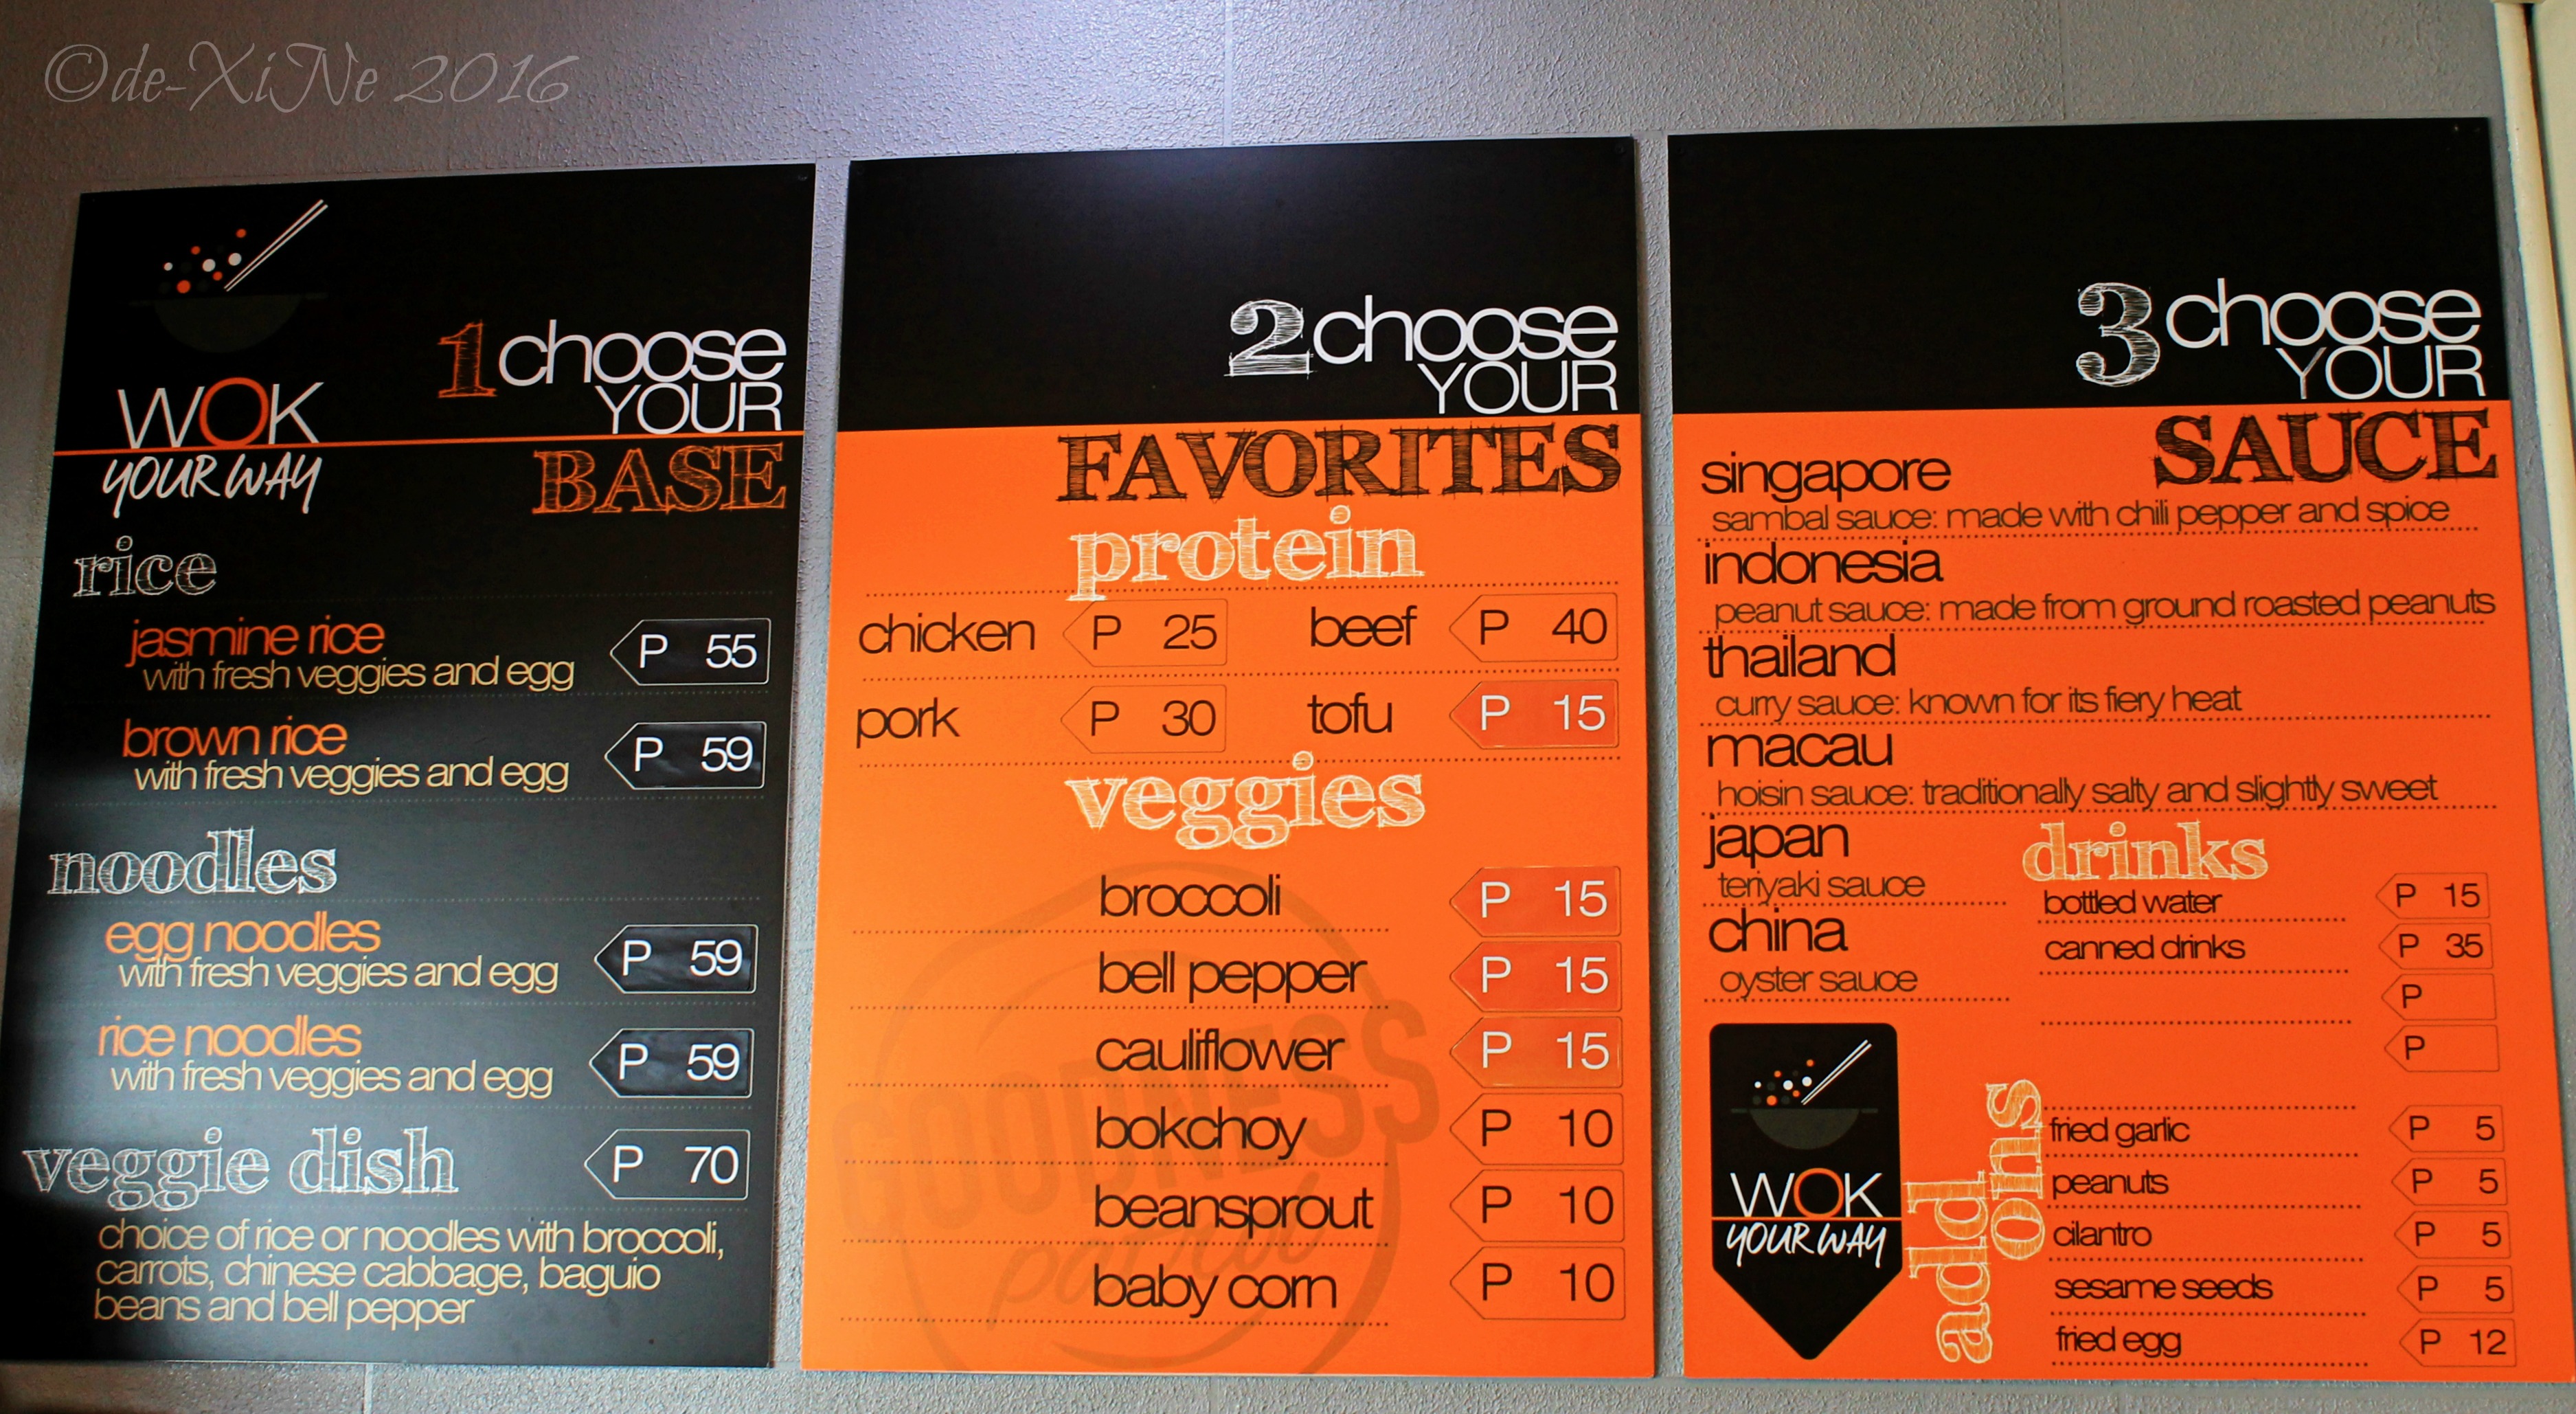 ©de-XiNe 2016
WOK
YOUR WAY
1 choose
YOUR
BASE
rice
jasmine rice P 55
with fresh veggies and egg
brown rice P 59
with fresh veggies and egg
noodles
egg noodles P 59
with fresh veggies and egg
rice noodles P 59
with fresh veggies and egg
veggie dish P 70
choice of rice or noodles with broccoli,
carrots, chinese cabbage, baguio
beans and bell pepper
2 choose
YOUR
FAVORITES
protein
chicken P 25 beef P 40
pork P 30 tofu P 15
veggies
broccoli P 15
bell pepper P 15
cauliflower P 15
bokchoy P 10
beansprout P 10
baby corn P 10
GOODNESS
3 choose
YOUR
SAUCE
singapore
sambal sauce: made with chili pepper and spice
indonesia
peanut sauce: made from ground roasted peanuts
thailand
curry sauce: known for its fiery heat
macau
hoisin sauce: traditionally salty and slightly sweet
japan
teriyaki sauce
china
oyster sauce
drinks
bottled water P 15
canned drinks P 35
P
P
add
ons
fried garlic P 5
peanuts P 5
cilantro P 5
sesame seeds P 5
fried egg P 12
WOK
YOUR WAY